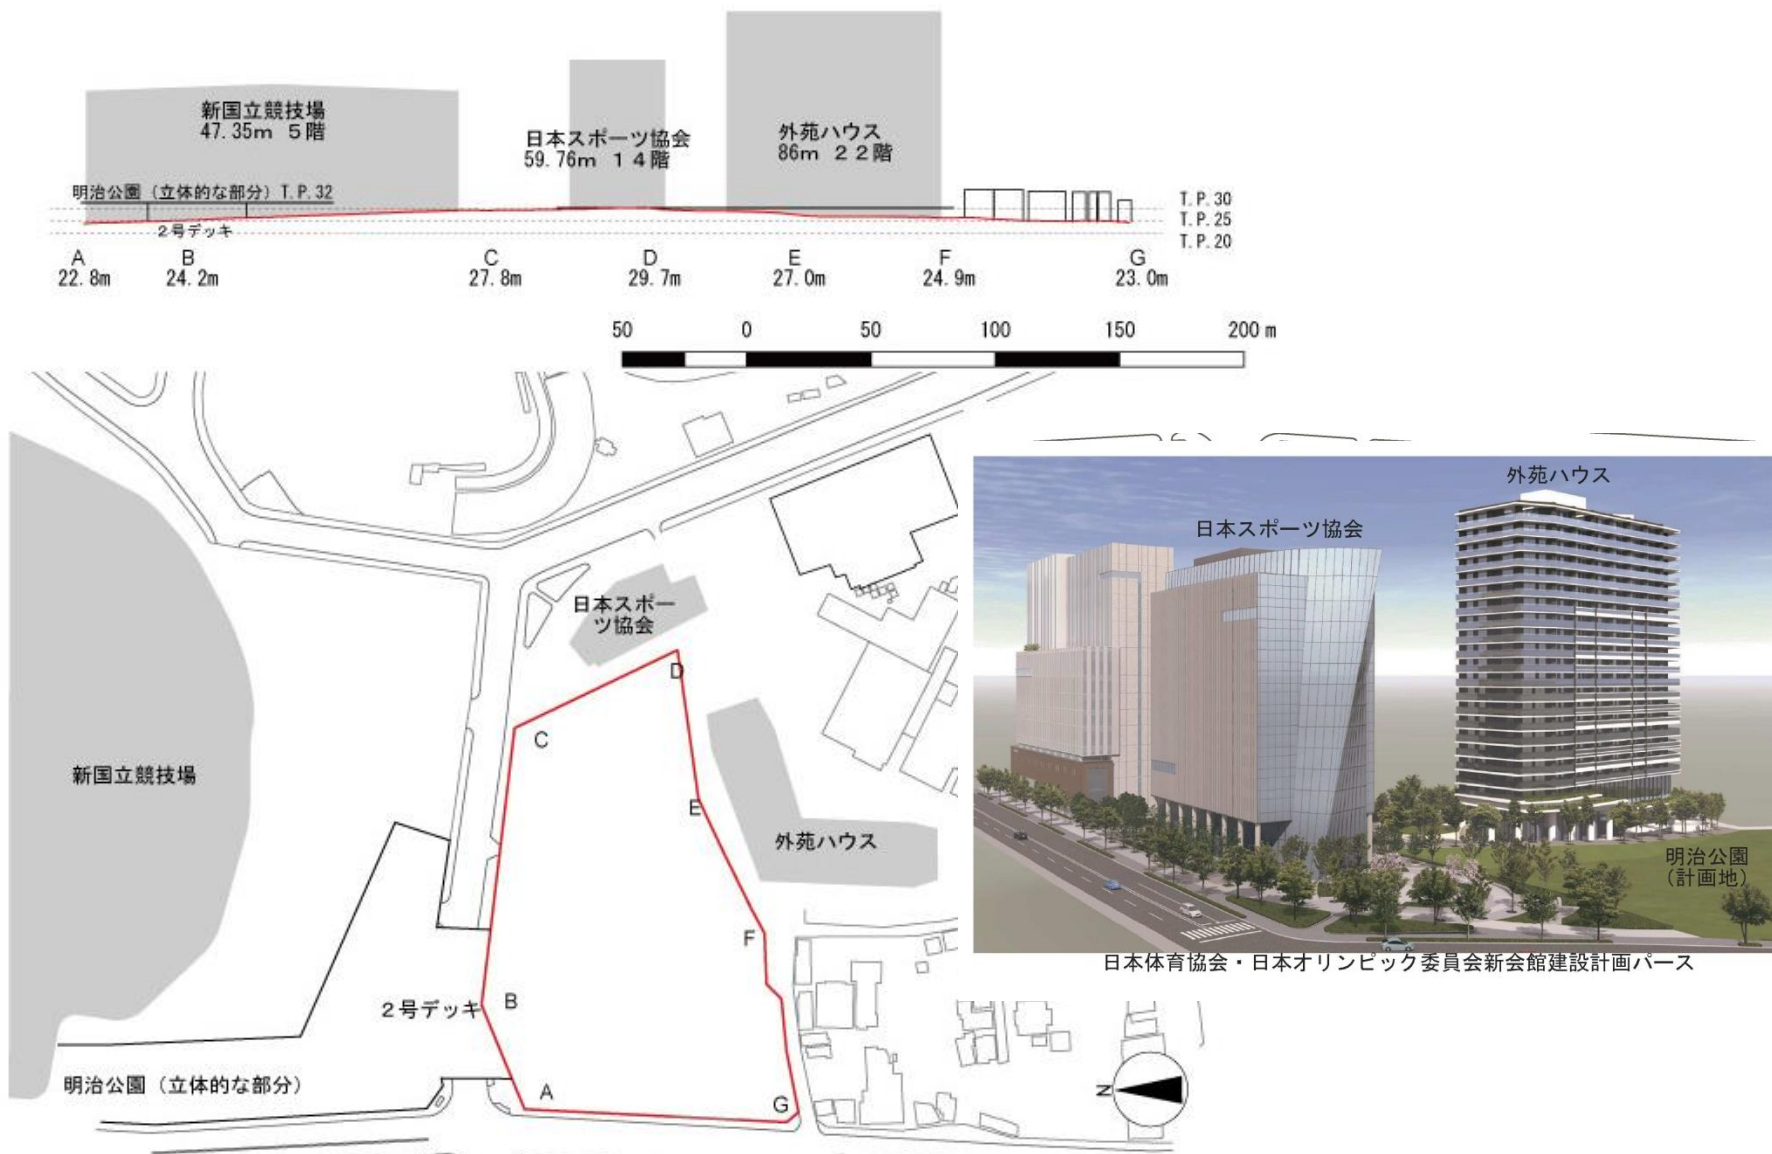 新国立競技場
47.35m ５階
日本スポーツ協会
59.76m １４階
外苑ハウス
86m ２２階
明治公園（立体的な部分）T.P.32
２号デッキ
T.P.30
T.P.25
T.P.20
A
B
C
D
E
F
G
22.8m
24.2m
27.8m
29.7m
27.0m
24.9m
23.0m
50 0 50 100 150 200 m
日本スポー
ツ協会
D
C
E
新国立競技場
外苑ハウス
F
B
２号デッキ
明治公園（立体的な部分）
A
G
N
外苑ハウス
日本スポーツ協会
明治公園
（計画地）
日本体育協会・日本オリンピック委員会新会館建設計画パース